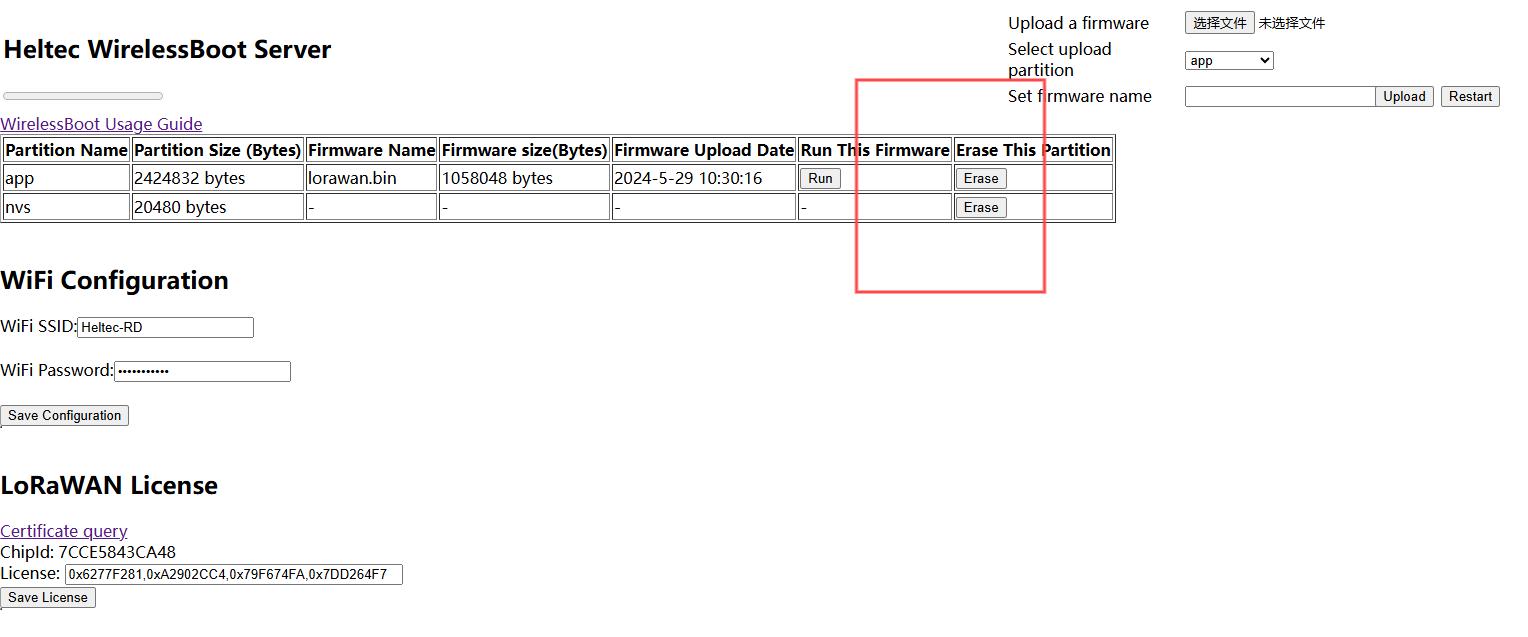 Heltec WirelessBoot Server
Upload a firmware 选择文件 未选择文件
Select upload partition app
Set firmware name Upload Restart
WirelessBoot Usage Guide
Partition Name Partition Size (Bytes) Firmware Name Firmware size(Bytes) Firmware Upload Date Run This Firmware Erase This Partition
app 2424832 bytes lorawan.bin 1058048 bytes 2024-5-29 10:30:16 Run Erase
nvs 20480 bytes - - - - Erase
WiFi Configuration
WiFi SSID: Heltec-RD
WiFi Password: •••••••••••
Save Configuration
LoRaWAN License
Certificate query
ChipId: 7CCE5843CA48
License: 0x6277F281,0xA2902CC4,0x79F674FA,0x7DD264F7
Save License